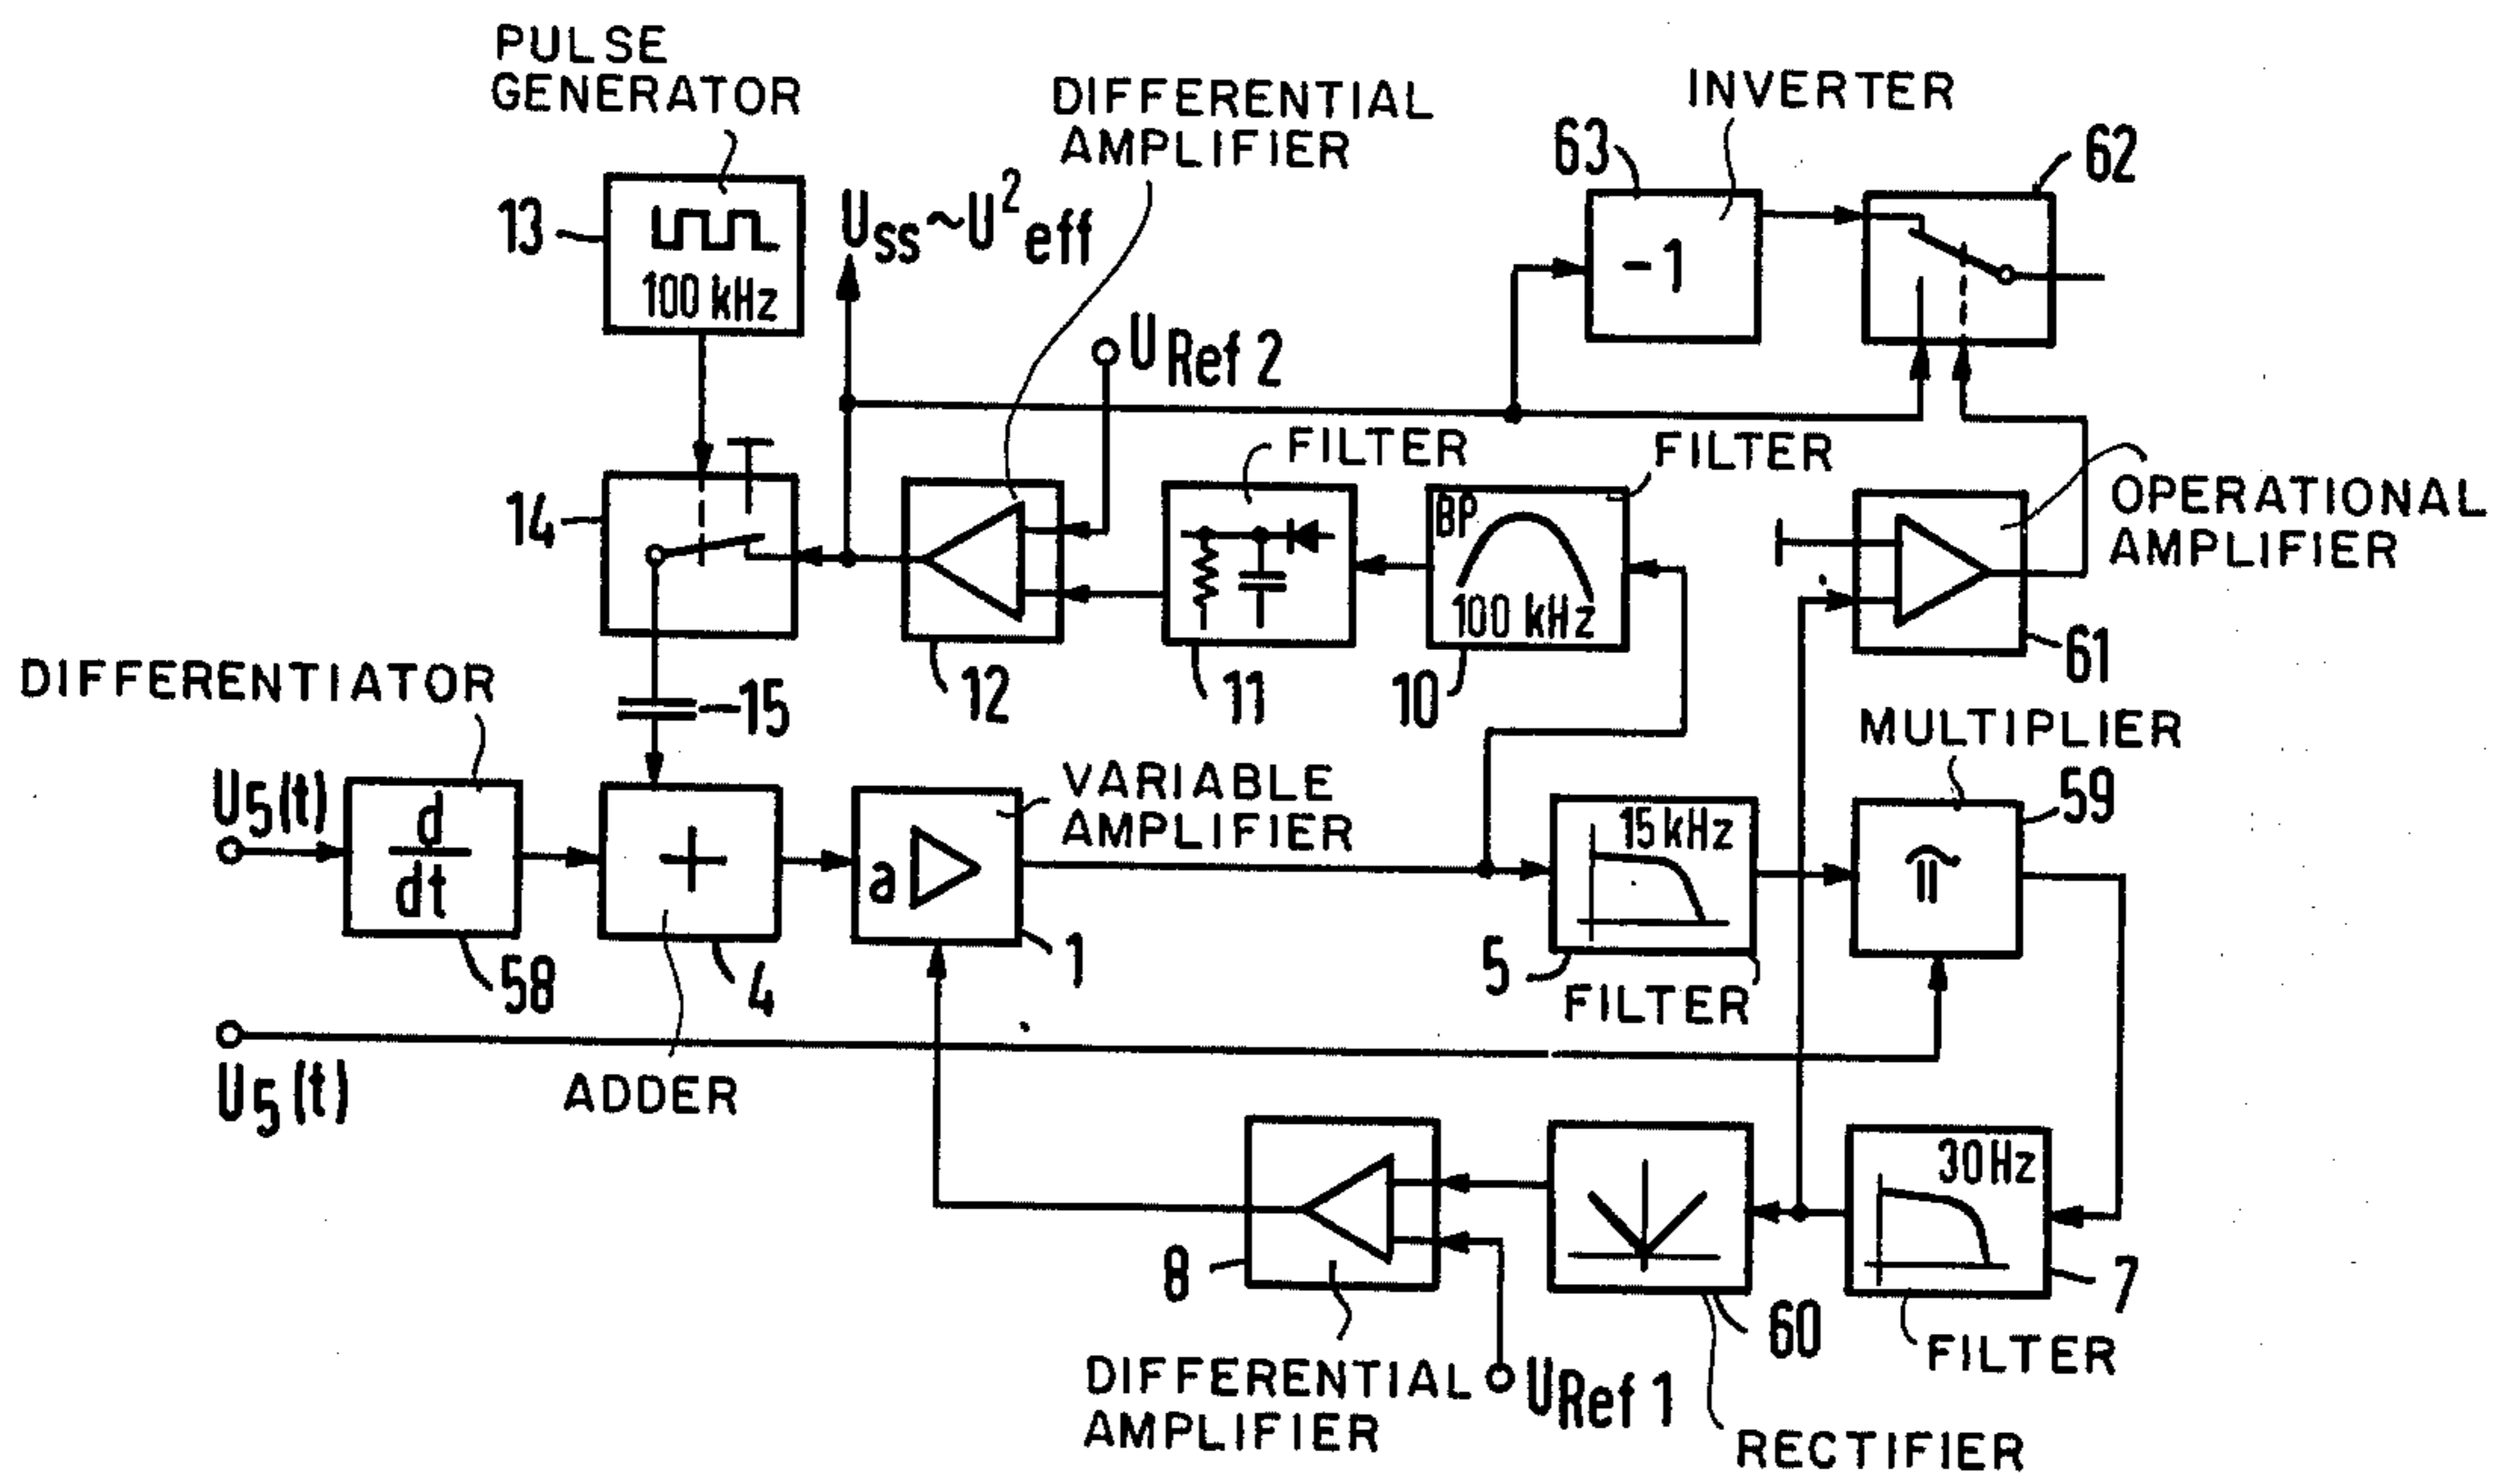 PULSE
GENERATOR
DIFFERENTIAL
AMPLIFIER
INVERTER
13
100 kHz
Uss~U²eff
63
-1
62
URef 2
14
12
FILTER
11
FILTER
BP
100 kHz
10
OPERATIONAL
AMPLIFIER
61
15
DIFFERENTIATOR
U5(t)
d
dt
58
+
4
VARIABLE
AMPLIFIER
a
1
15 kHz
5
FILTER
MULTIPLIER
59
U5(t)
ADDER
8
DIFFERENTIAL
AMPLIFIER
URef 1
60
RECTIFIER
30Hz
7
FILTER